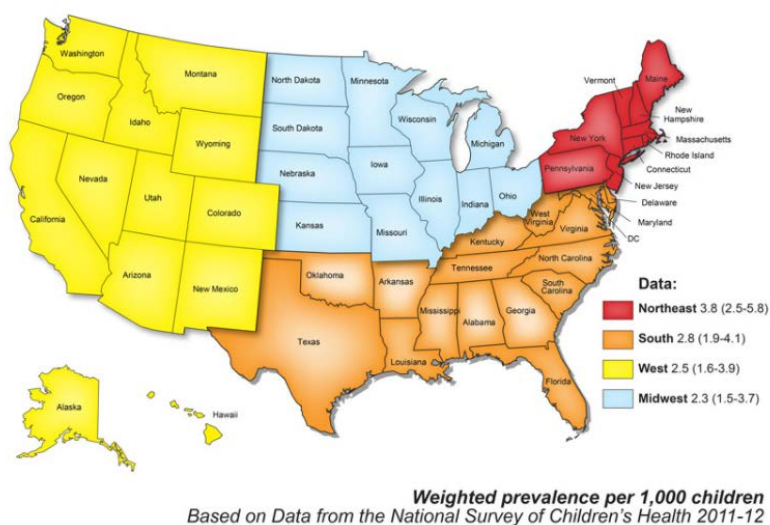 Washington
Montana
North Dakota
Minnesota
Vermont
Maine
Oregon
Idaho
Wyoming
South Dakota
Wisconsin
Michigan
New York
New
Hampshire
Massachusetts
Rhode Island
Connecticut
New Jersey
Pennsylvania
Delaware
Maryland
DC
Nevada
Utah
Colorado
California
Nebraska
Iowa
Illinois
Indiana
Ohio
Kansas
Missouri
West
Virginia
Virginia
Kentucky
Arizona
New Mexico
Oklahoma
Arkansas
Tennessee
North Carolina
South
Carolina
Texas
Louisiana
Mississippi
Alabama
Georgia
Florida
Alaska
Hawaii
Data:
Northeast 3.8 (2.5-5.8)
South 2.8 (1.9-4.1)
West 2.5 (1.6-3.9)
Midwest 2.3 (1.5-3.7)
Weighted prevalence per 1,000 children
Based on Data from the National Survey of Children's Health 2011-12